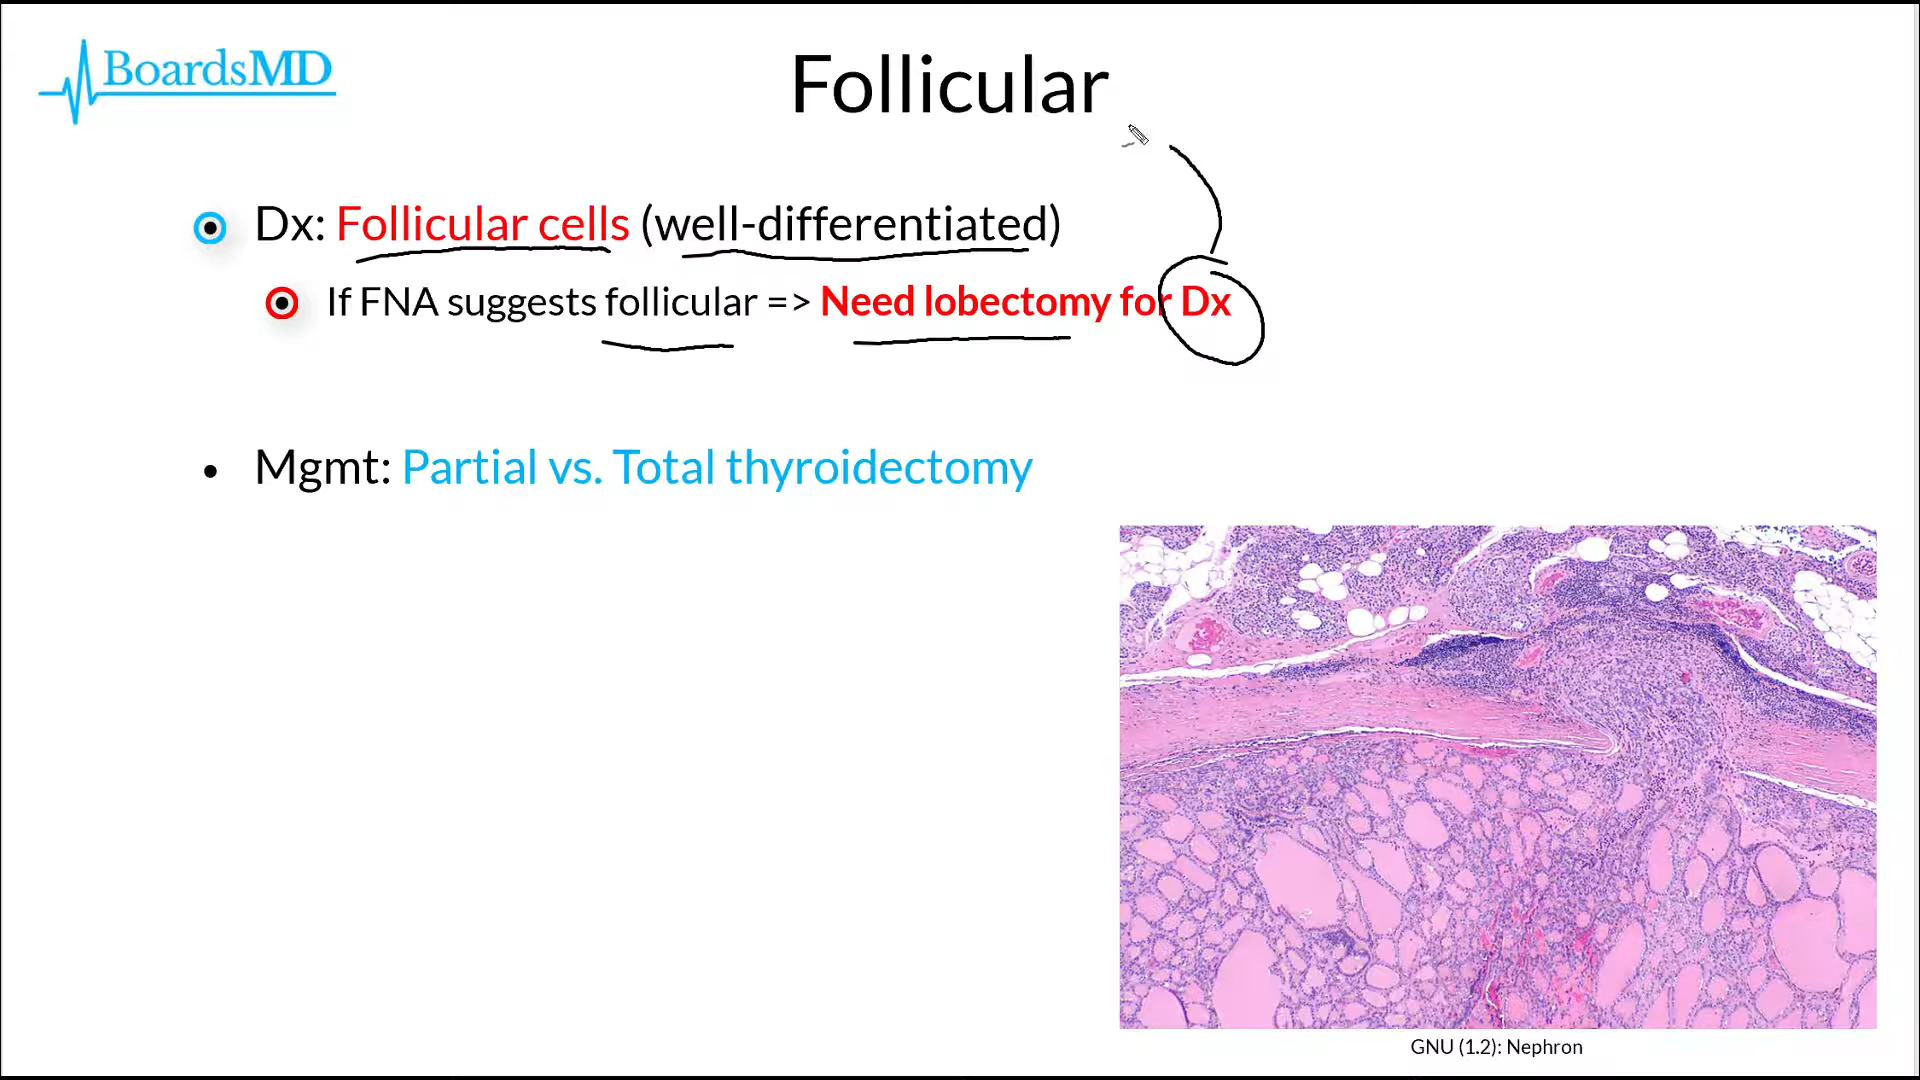 BoardsMD
Follicular
Dx: Follicular cells (well-differentiated)
If FNA suggests follicular => Need lobectomy for Dx
Mgmt: Partial vs. Total thyroidectomy
GNU (1.2): Nephron